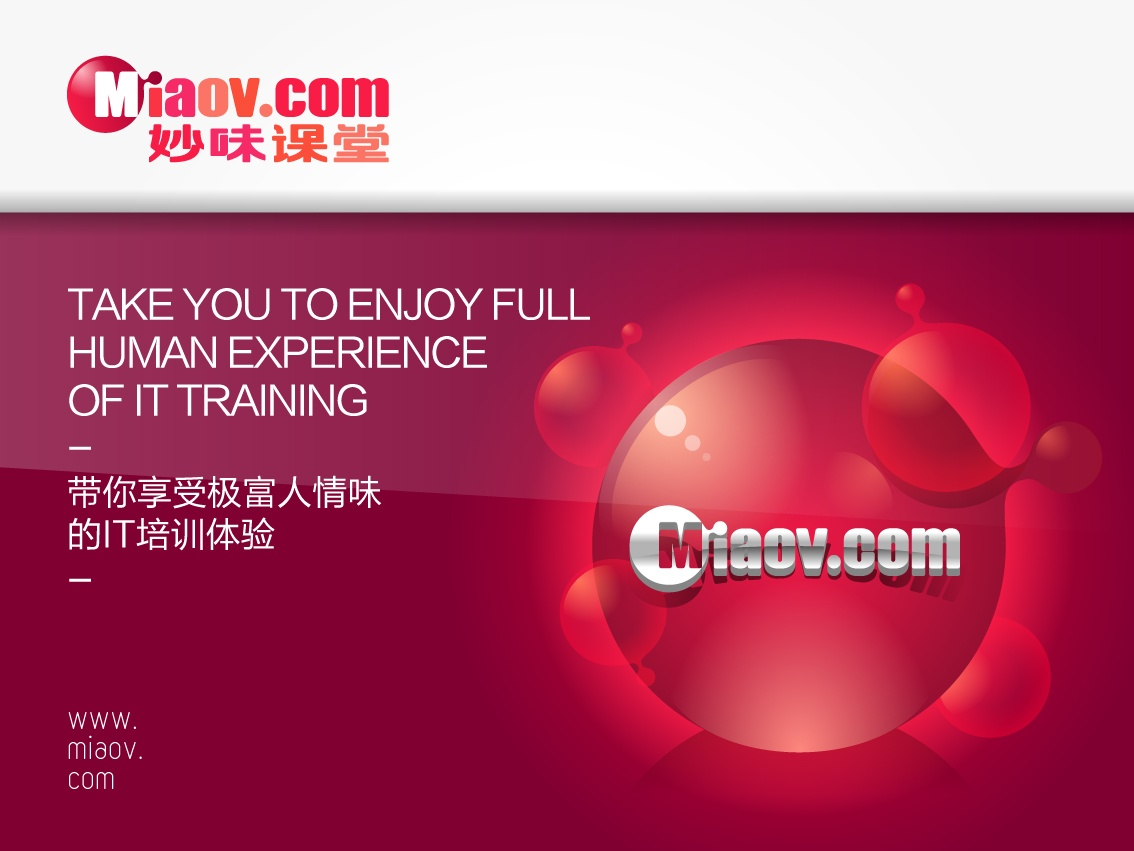 Miaov.com
妙味课堂
TAKE YOU TO ENJOY FULL
HUMAN EXPERIENCE
OF IT TRAINING
–
带你享受极富人情味
的IT培训体验
–
Miaov.com
www.
miaov.
com